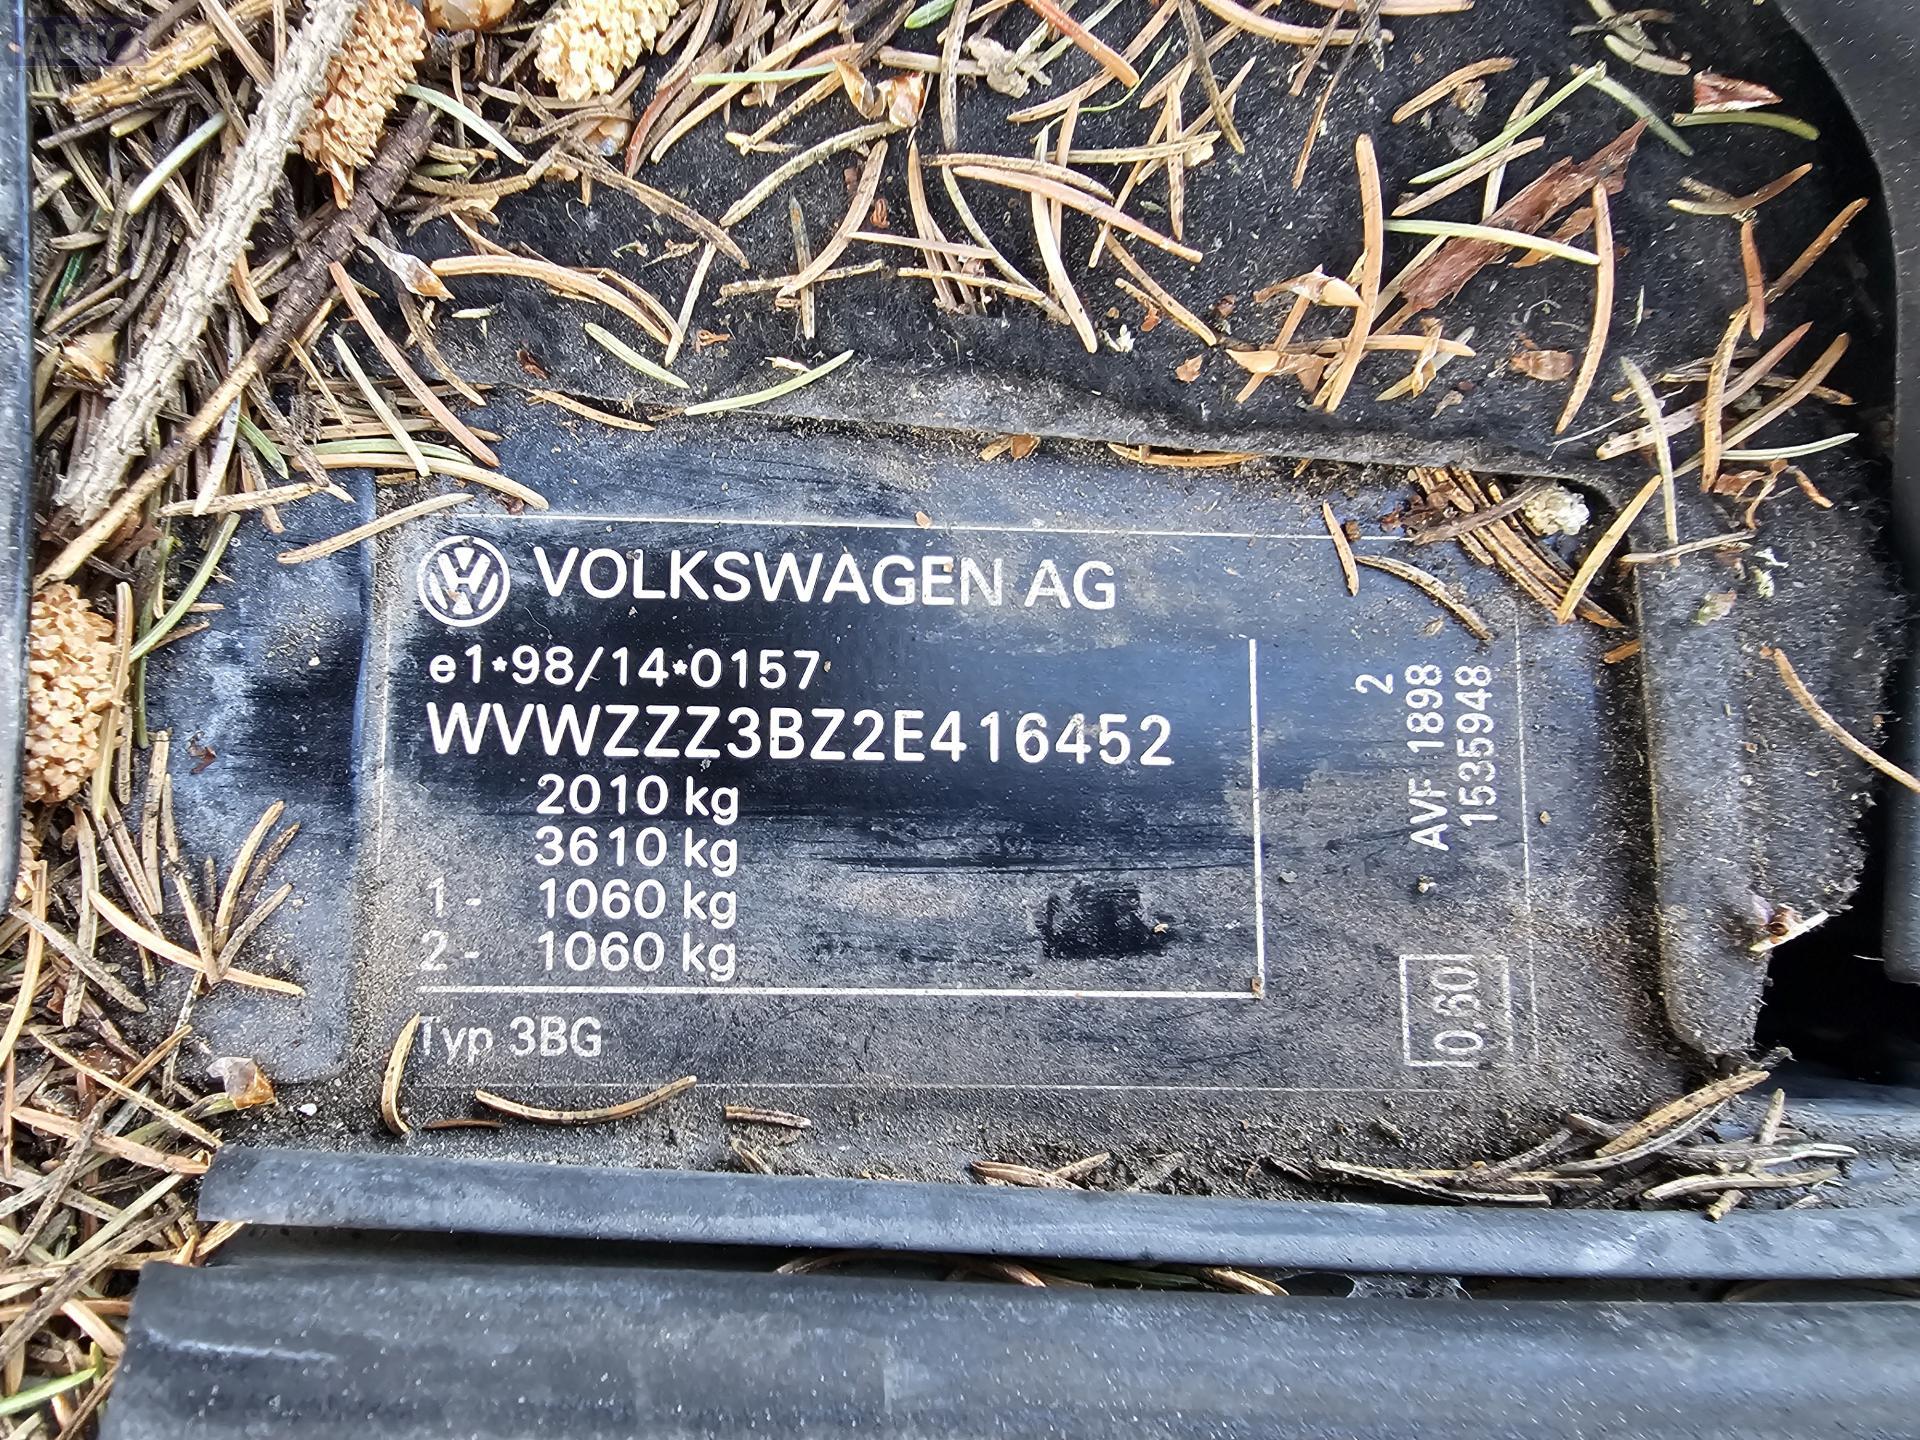 АВТО
VOLKSWAGEN AG
e1*98/14*0157
WVWZZZ3BZ2E416452
2010 kg
3610 kg
1 - 1060 kg
2 - 1060 kg
Typ 3BG
2
AVF 1898
1535948
0,60